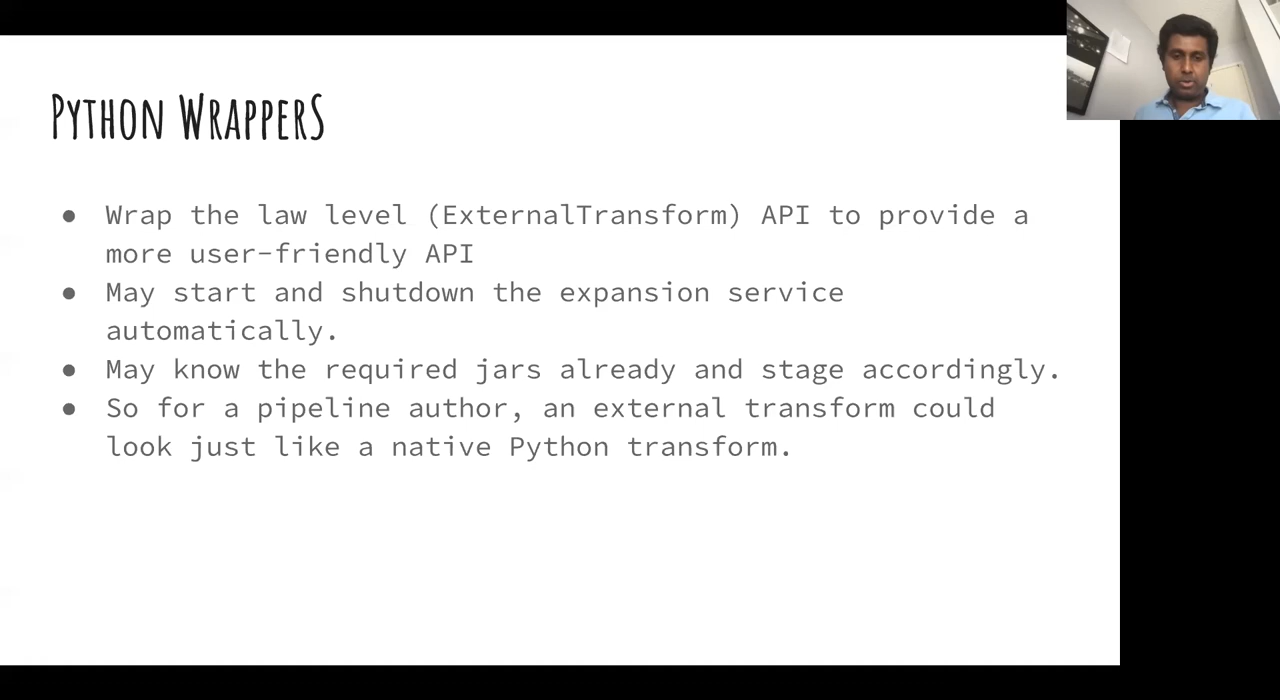 Python Wrappers
● Wrap the law level (ExternalTransform) API to provide a
more user-friendly API
● May start and shutdown the expansion service
automatically.
● May know the required jars already and stage accordingly.
● So for a pipeline author, an external transform could
look just like a native Python transform.